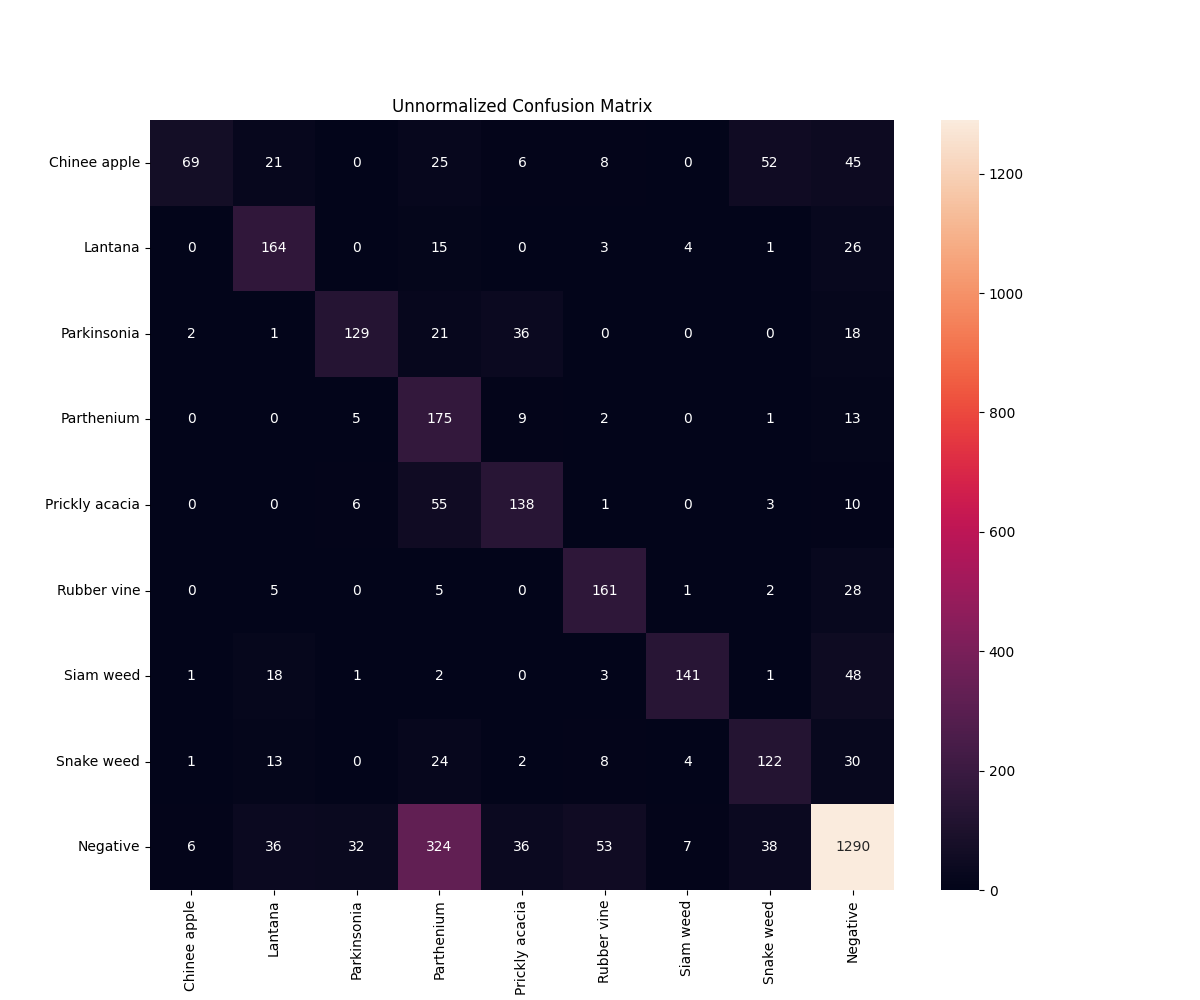 Unnormalized Confusion Matrix
Chinee apple 69 21 0 25 6 8 0 52 45
Lantana 0 164 0 15 0 3 4 1 26
Parkinsonia 2 1 129 21 36 0 0 0 18
Parthenium 0 0 5 175 9 2 0 1 13
Prickly acacia 0 0 6 55 138 1 0 3 10
Rubber vine 0 5 0 5 0 161 1 2 28
Siam weed 1 18 1 2 0 3 141 1 48
Snake weed 1 13 0 24 2 8 4 122 30
Negative 6 36 32 324 36 53 7 38 1290
Chinee apple
Lantana
Parkinsonia
Parthenium
Prickly acacia
Rubber vine
Siam weed
Snake weed
Negative
1200
1000
800
600
400
200
0